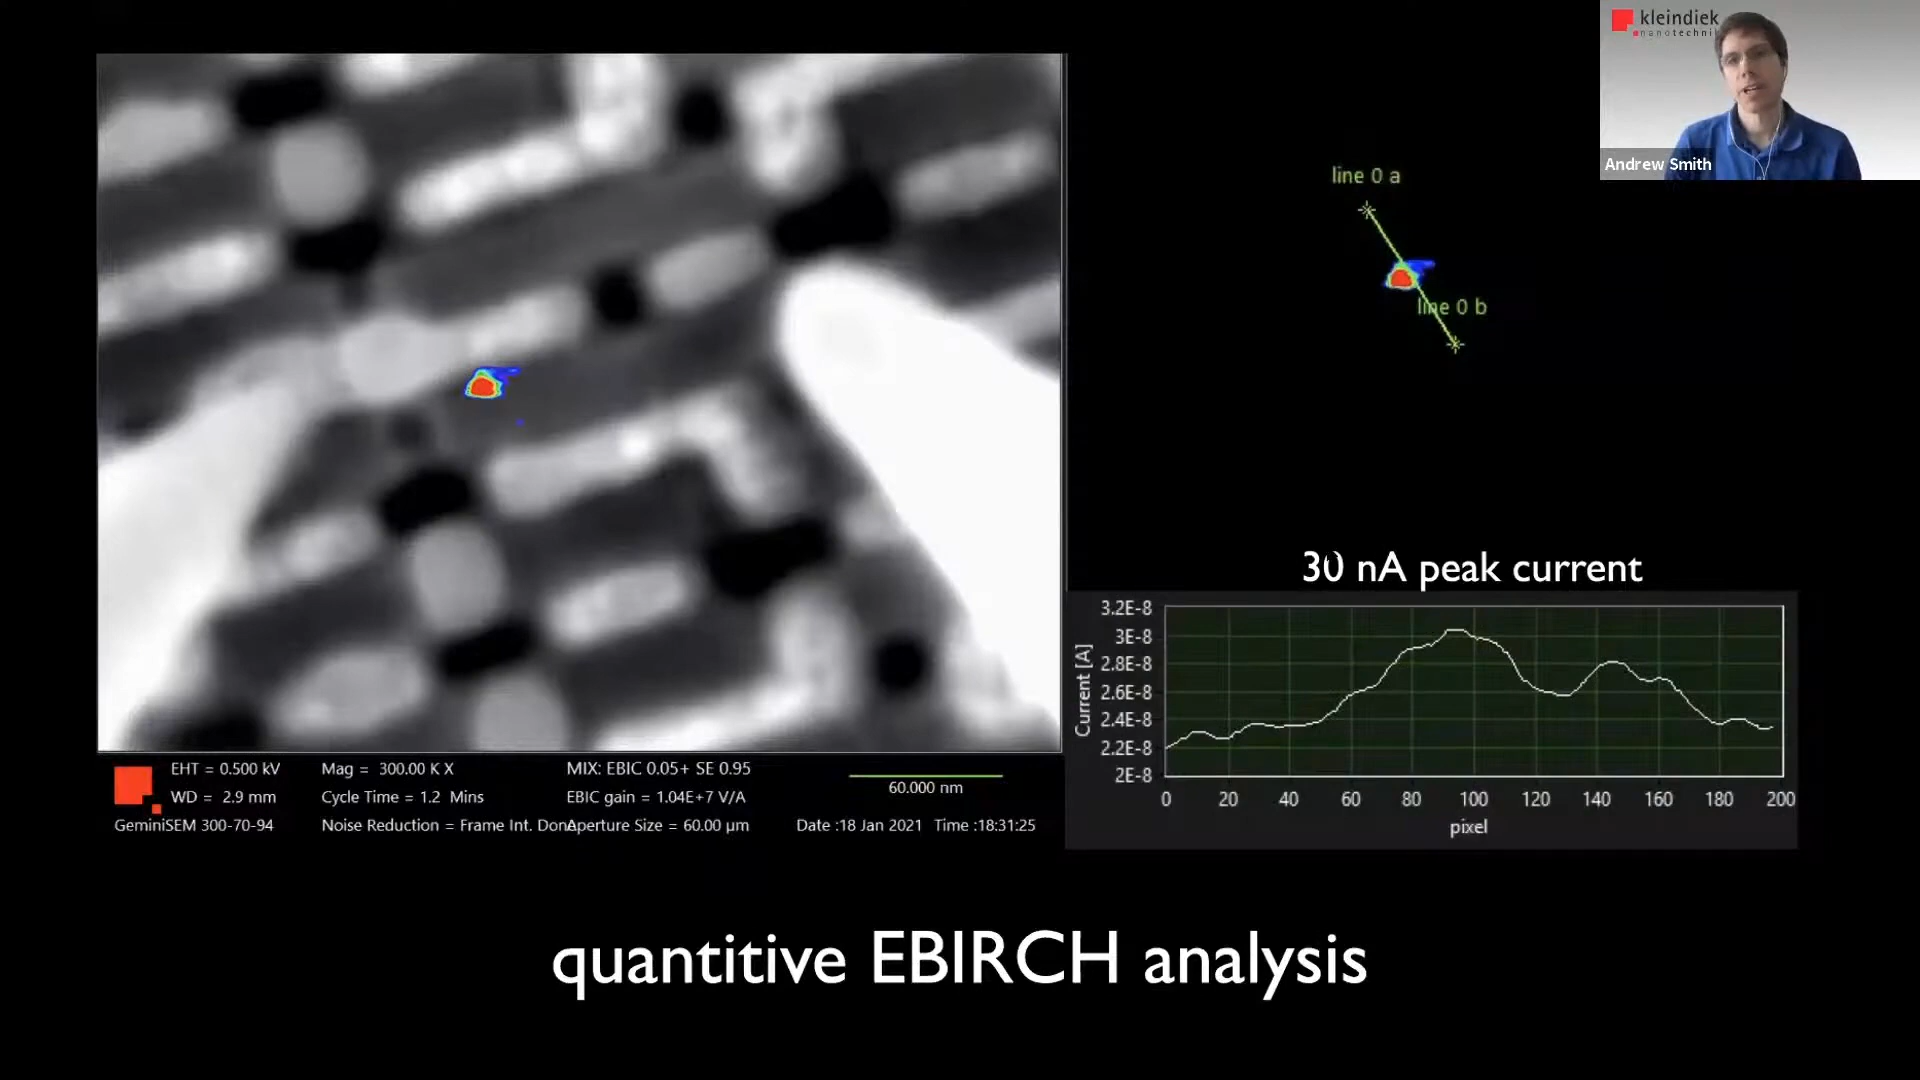 kleindiek
nanotechnik
Andrew Smith
line 0 a
line 0 b
30 nA peak current
3.2E-8
3E-8
2.8E-8
2.6E-8
2.4E-8
2.2E-8
2E-8
Current [A]
0 20 40 60 80 100 120 140 160 180 200
pixel
EHT = 0.500 kV Mag = 300.00 K X MIX: EBIC 0.05+ SE 0.95
60.000 nm
WD = 2.9 mm Cycle Time = 1.2 Mins EBIC gain = 1.04E+7 V/A
GeminiSEM 300-70-94 Noise Reduction = Frame Int. Done Aperture Size = 60.00 µm Date :18 Jan 2021 Time :18:31:25
quantitive EBIRCH analysis